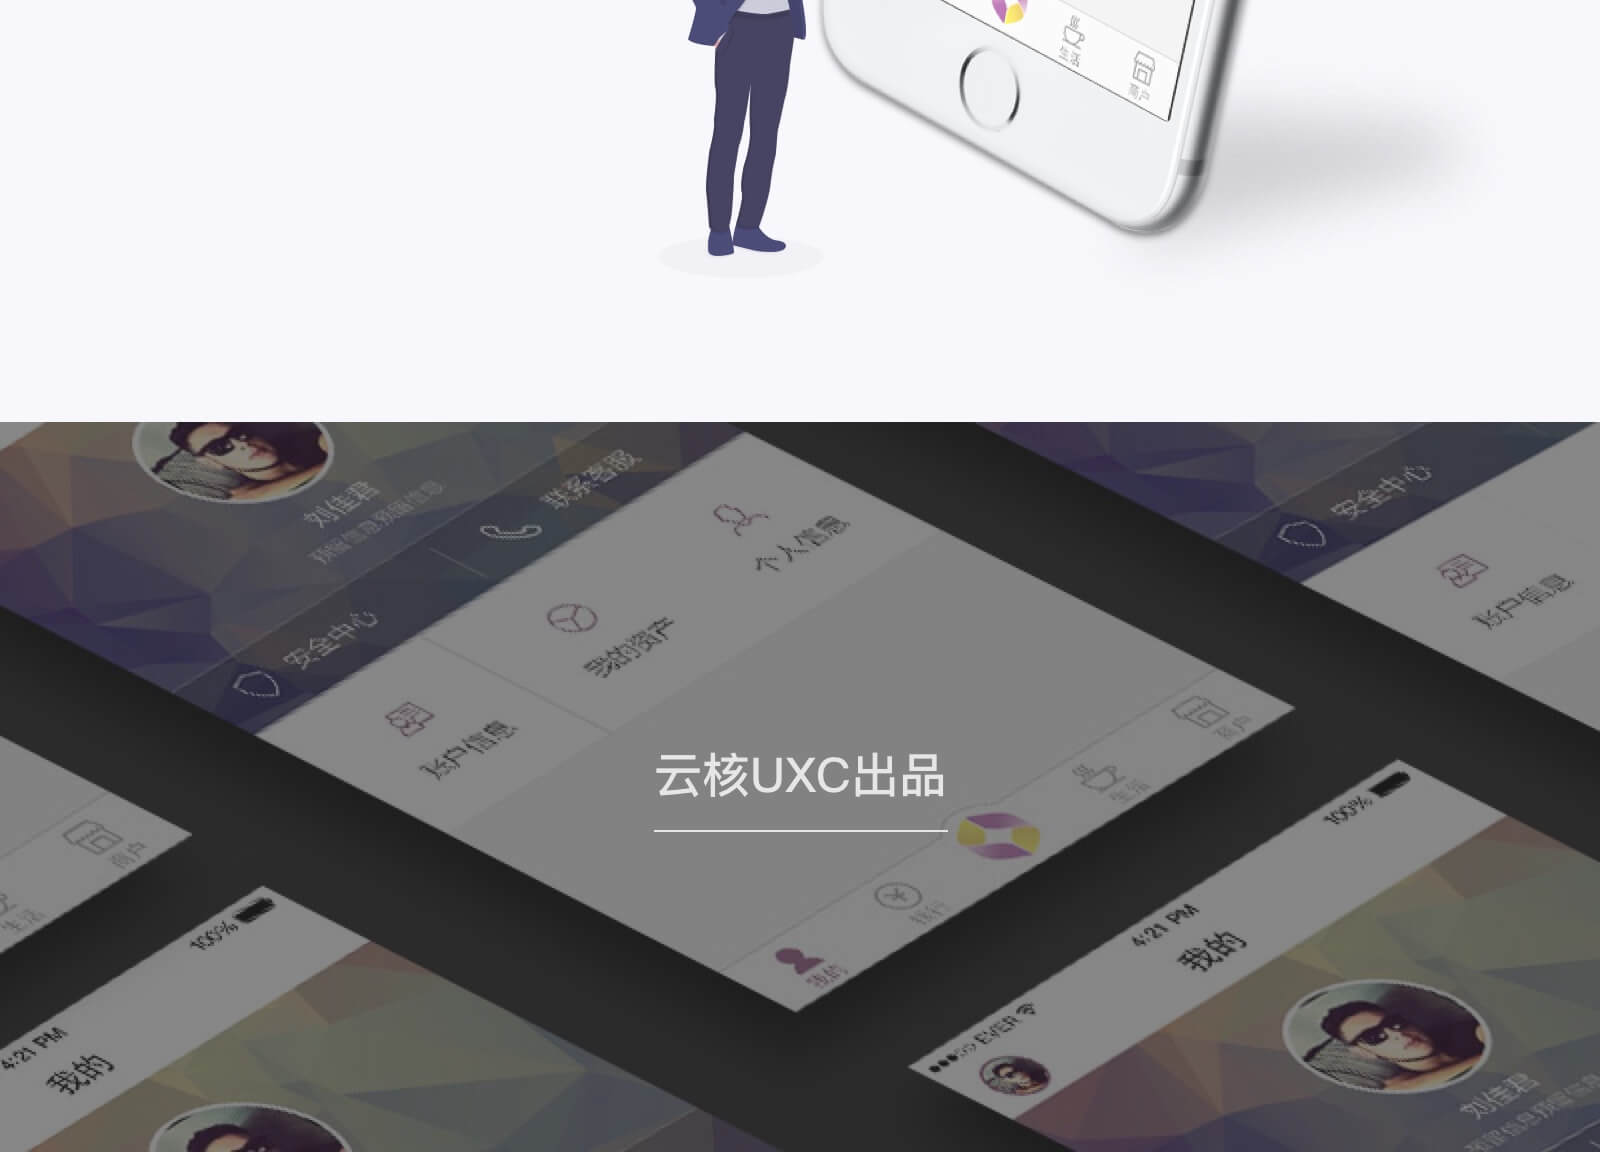 生活
商户
刘佳君
预留信息预留信息
联系客服
安全中心
个人信息
我的资产
账户信息
安全中心
账户信息
云核UXC出品
商户
生活
转行
我的
商户
生活
100%
4:21 PM
我的
100%
4:21 PM
我的
EVER
刘佳君
预留信息预留信息